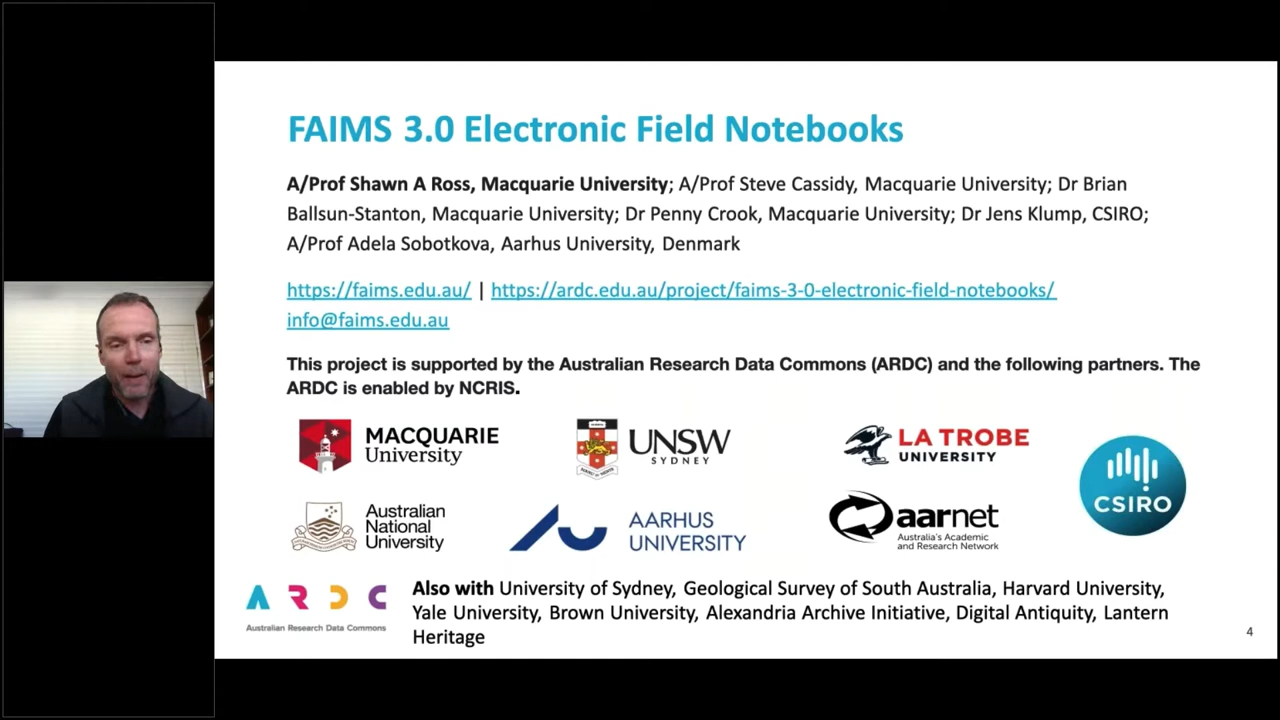 FAIMS 3.0 Electronic Field Notebooks
A/Prof Shawn A Ross, Macquarie University; A/Prof Steve Cassidy, Macquarie University; Dr Brian
Ballsun-Stanton, Macquarie University; Dr Penny Crook, Macquarie University; Dr Jens Klump, CSIRO;
A/Prof Adela Sobotkova, Aarhus University, Denmark
https://faims.edu.au/ | https://ardc.edu.au/project/faims-3-0-electronic-field-notebooks/
info@faims.edu.au
This project is supported by the Australian Research Data Commons (ARDC) and the following partners. The
ARDC is enabled by NCRIS.
MACQUARIE
University
UNSW
SYDNEY
LA TROBE
UNIVERSITY
CSIRO
Australian
National
University
AARHUS
UNIVERSITY
aarnet
Australia's Academic
and Research Network
ARDC
Australian Research Data Commons
Also with University of Sydney, Geological Survey of South Australia, Harvard University,
Yale University, Brown University, Alexandria Archive Initiative, Digital Antiquity, Lantern
Heritage
4